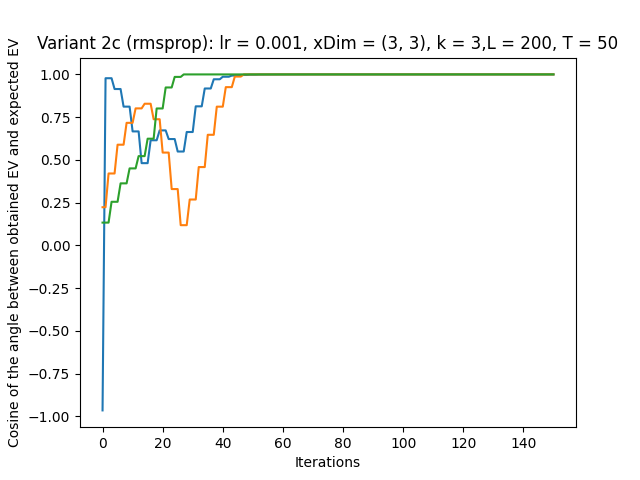 Variant 2c (rmsprop): lr = 0.001, xDim = (3, 3), k = 3,L = 200, T = 50
Cosine of the angle between obtained EV and expected EV
1.00
0.75
0.50
0.25
0.00
−0.25
−0.50
−0.75
−1.00
0 20 40 60 80 100 120 140
Iterations